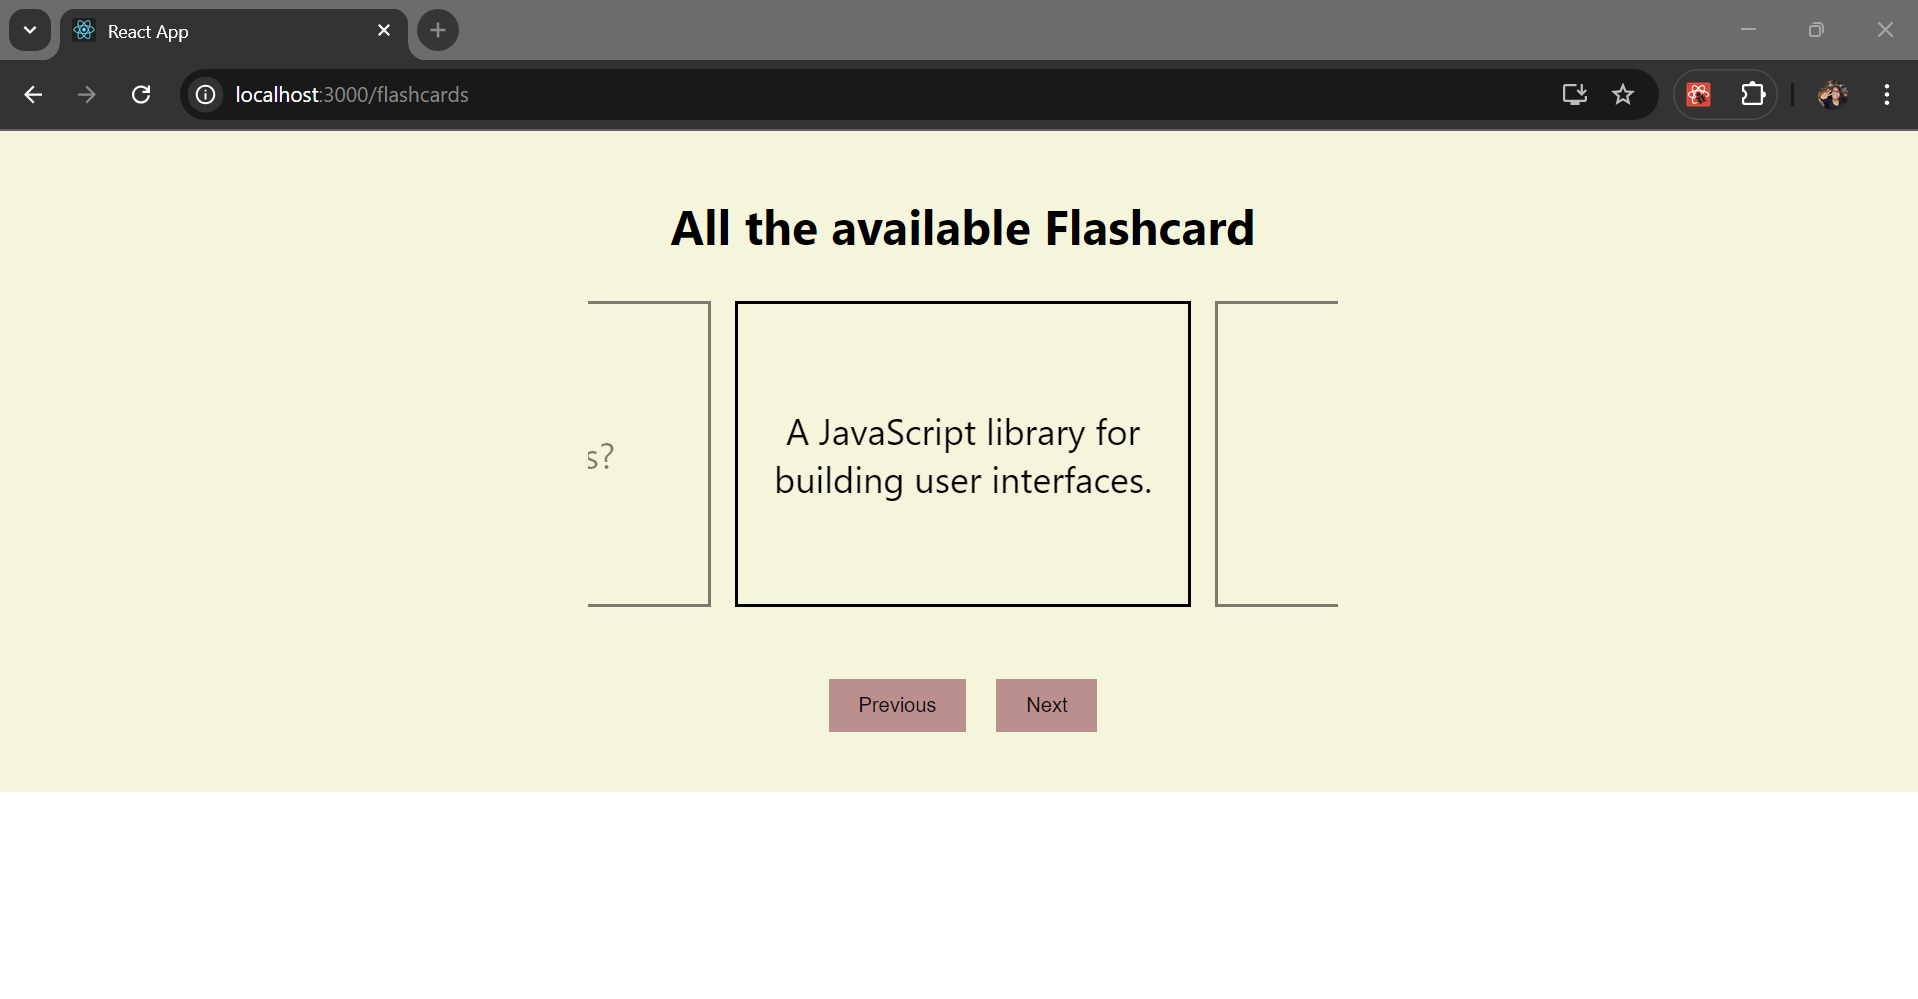 React App
localhost:3000/flashcards
All the available Flashcard
s?
A JavaScript library for
building user interfaces.
Previous
Next